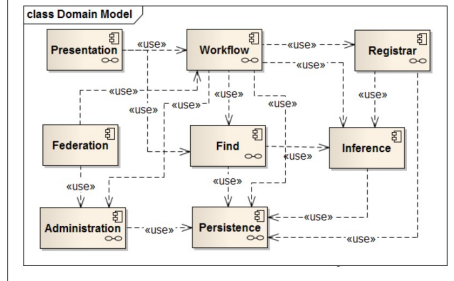 class Domain Model
Presentation
«use»
Workflow
«use»
Registrar
«use»
«use»
«use»
«use»
«use»
«use»
Federation
Find
«use»
Inference
«use»
«use»
«use»
Administration
«use»
Persistence
«use»
«use»